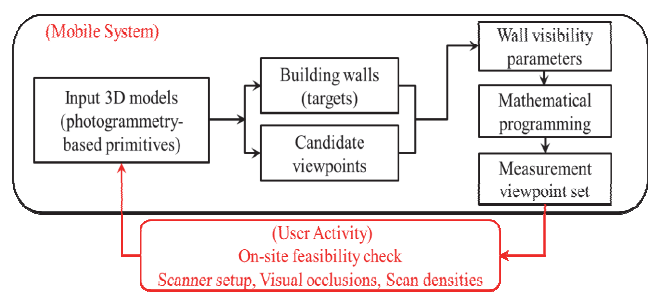 (Mobile System)
Input 3D models
(photogrammetry-
based primitives)
Building walls
(targets)
Candidate
viewpoints
Wall visibility
parameters
Mathematical
programming
Measurement
viewpoint set
(User Activity)
On-site feasibility check
Scanner setup, Visual occlusions, Scan densities